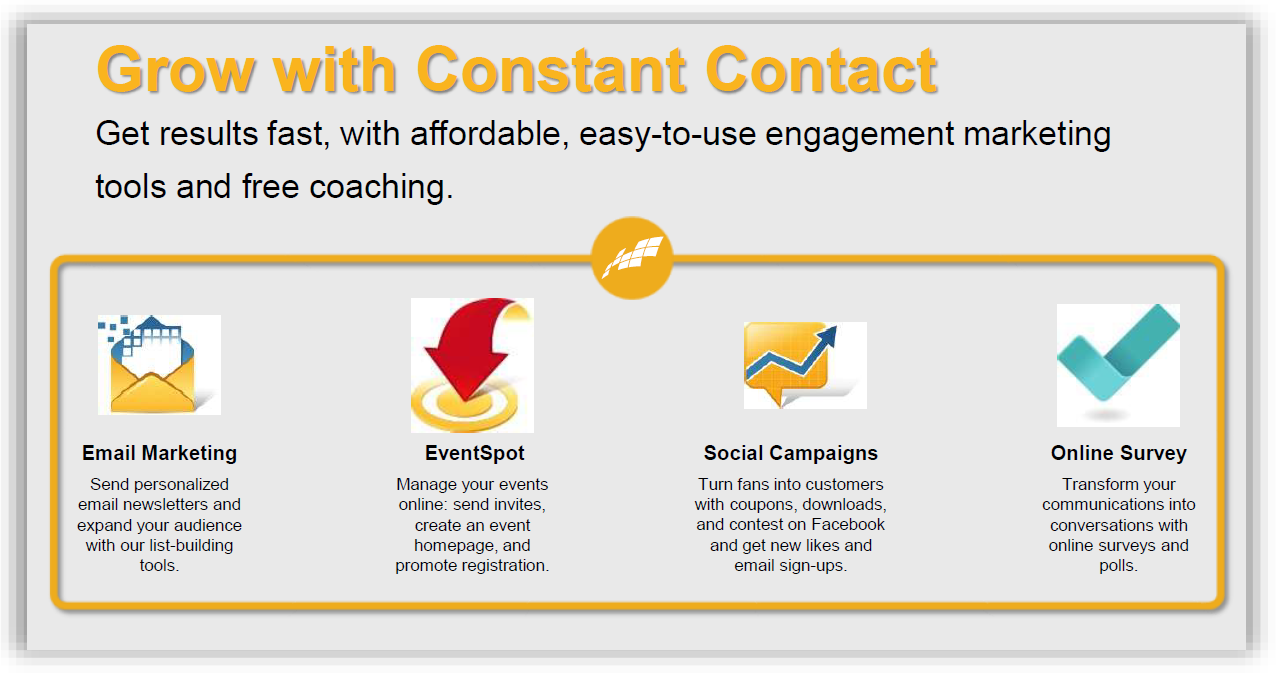 Grow with Constant Contact
Get results fast, with affordable, easy-to-use engagement marketing
tools and free coaching.
Email Marketing
Send personalized
email newsletters and
expand your audience
with our list-building
tools.
EventSpot
Manage your events
online: send invites,
create an event
homepage, and
promote registration.
Social Campaigns
Turn fans into customers
with coupons, downloads,
and contest on Facebook
and get new likes and
email sign-ups.
Online Survey
Transform your
communications into
conversations with
online surveys and
polls.